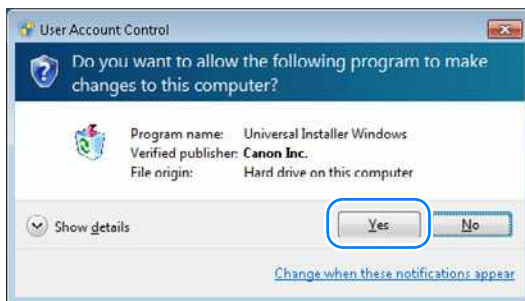 User Account Control
Do you want to allow the following program to make
changes to this computer?
Program name: Universal Installer Windows
Verified publisher: Canon Inc.
File origin: Hard drive on this computer
Show details Yes No
Change when these notifications appear